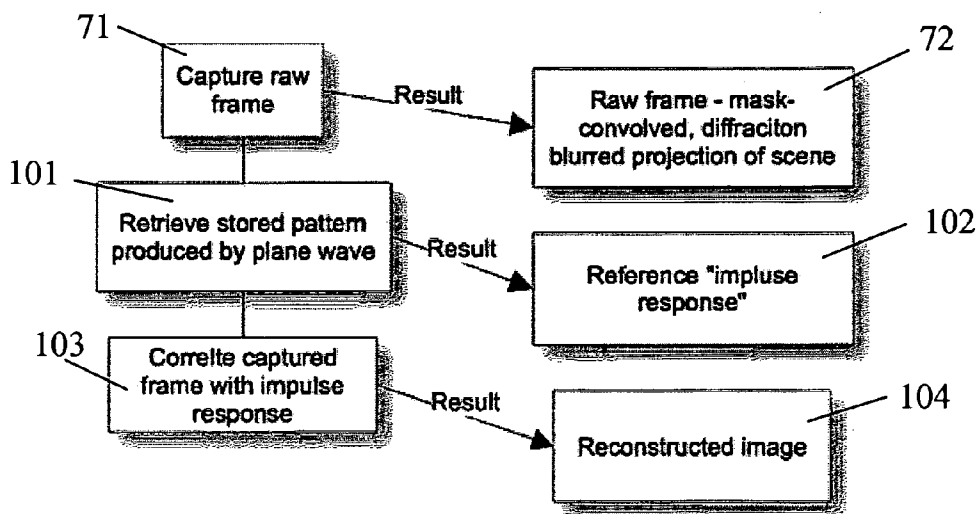 71
Capture raw
frame
Result
72
Raw frame - mask-
convolved, diffraciton
blurred projection of scene
101
Retrieve stored pattern
produced by plane wave
Result
102
Reference "impluse
response"
103
Correlte captured
frame with impulse
response
Result
104
Reconstructed image